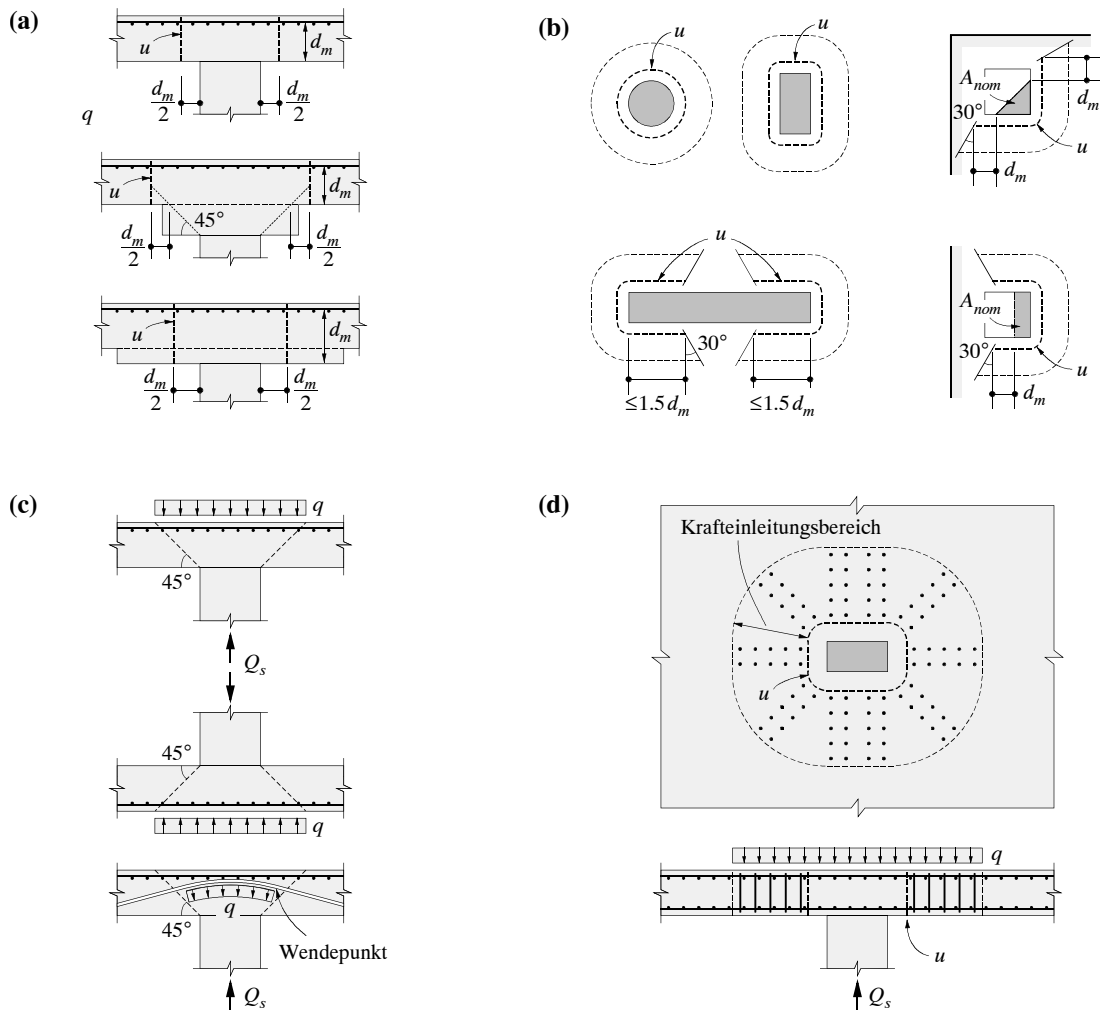 (a)
u
d_m
d_m/2
d_m/2
q
u
d_m
45°
d_m/2
d_m/2
u
d_m
d_m/2
d_m/2
(b)
u
u
A_nom
30°
d_m
u
d_m
u
30°
≤1.5 d_m
≤1.5 d_m
A_nom
30°
u
d_m
(c)
q
45°
Q_s
45°
q
45°
q
Wendepunkt
Q_s
(d)
Krafteinleitungsbereich
u
q
u
Q_s